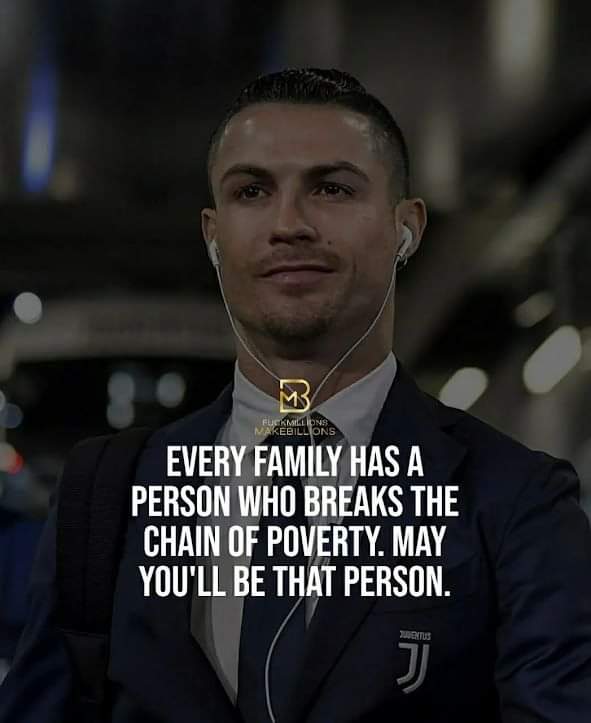 FUCKMILLIONS
MAKEBILLIONS
EVERY FAMILY HAS A
PERSON WHO BREAKS THE
CHAIN OF POVERTY. MAY
YOU'LL BE THAT PERSON.
JUVENTUS